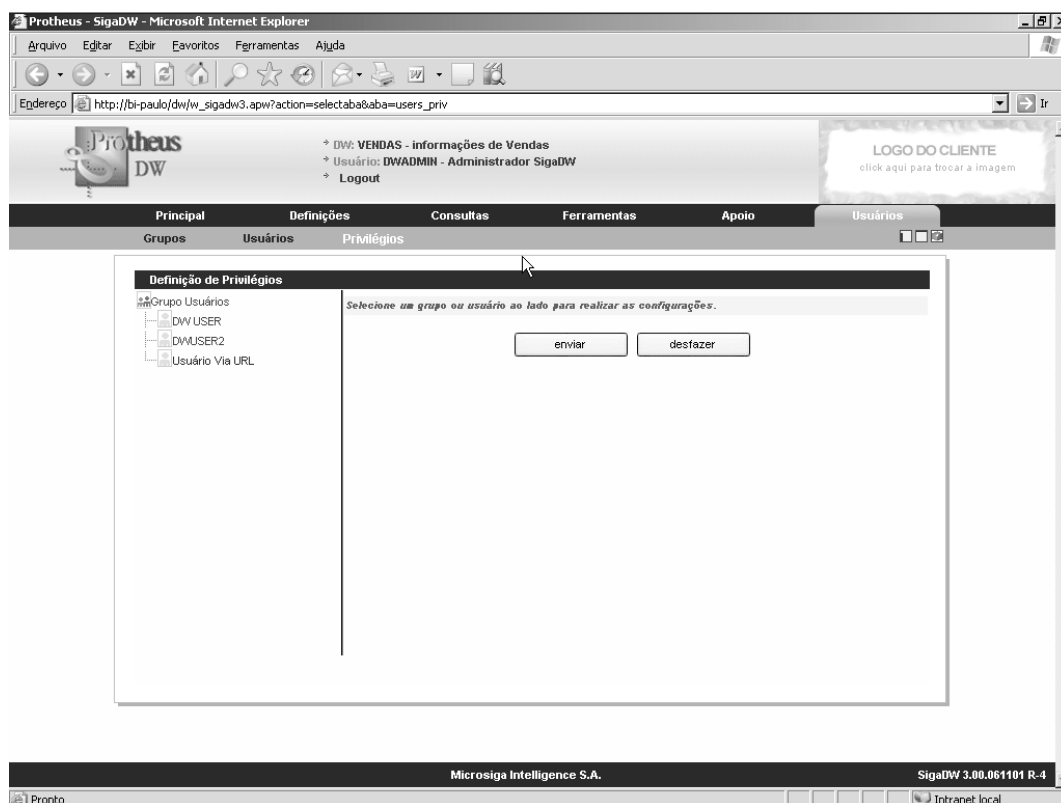 Protheus - SigaDW - Microsoft Internet Explorer
Arquivo Editar Exibir Favoritos Ferramentas Ajuda
Endereço http://bi-paulo/dw/w_sigadw3.apw?action=selectaba&aba=users_priv Ir
Protheus
DW
DW: VENDAS - informações de Vendas
Usuário: DWADMIN - Administrador SigaDW
Logout
LOGO DO CLIENTE
click aqui para trocar a imagem
Principal Definições Consultas Ferramentas Apoio Usuários
Grupos Usuários Privilégios
Definição de Privilégios
Grupo Usuários
DW USER
DWUSER2
Usuário Via URL
Selecione um grupo ou usuário ao lado para realizar as configurações.
enviar desfazer
Microsiga Intelligence S.A. SigaDW 3.00.061101 R-4
Pronto Intranet local